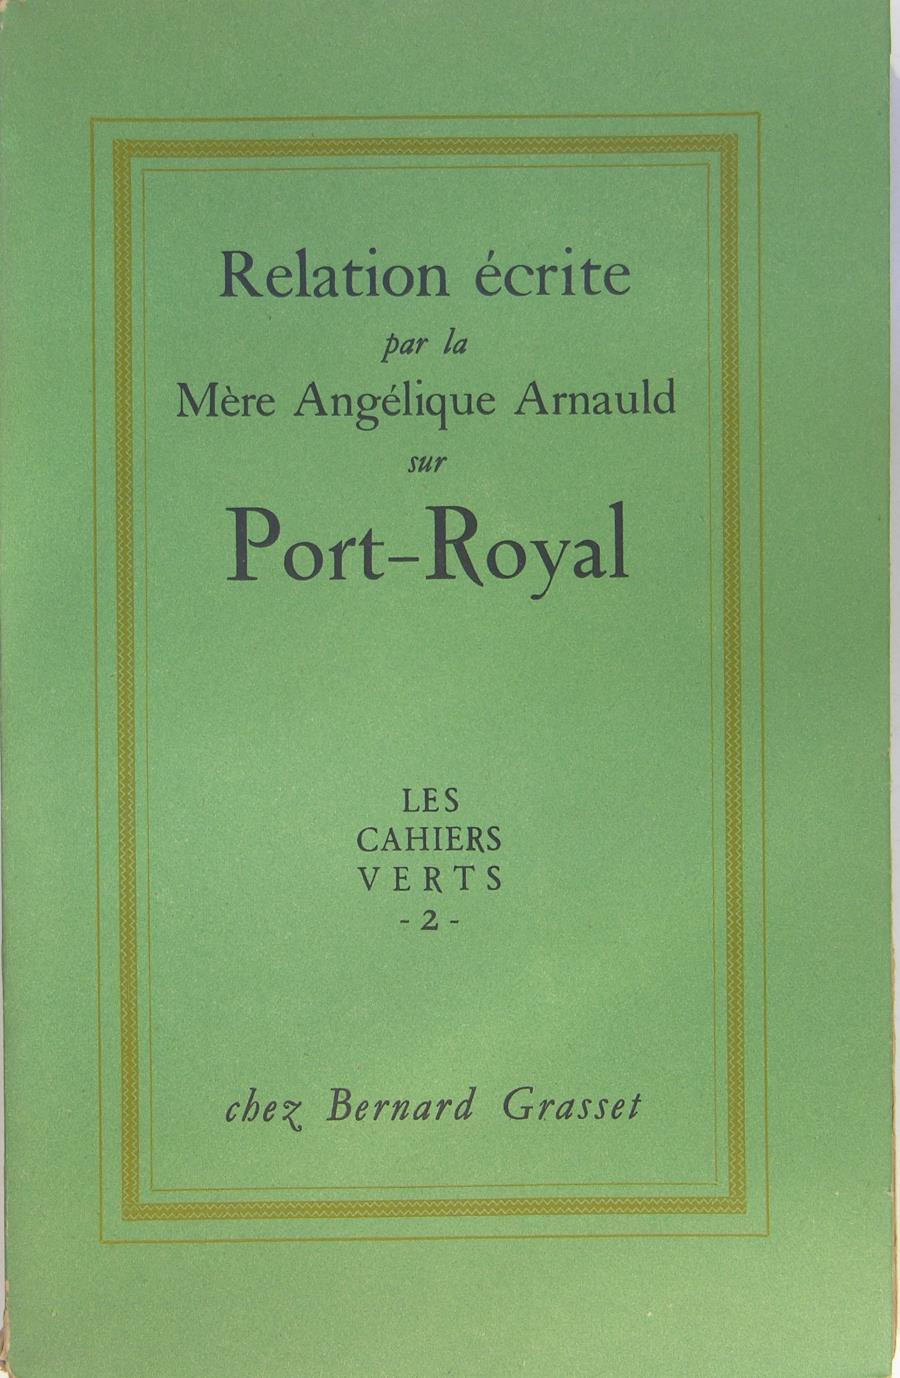 Relation écrite
par la
Mère Angélique Arnauld
sur
Port-Royal
LES
CAHIERS
VERTS
- 2 -
chez Bernard Grasset